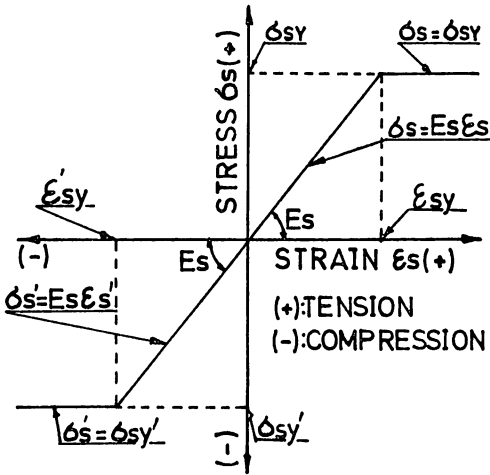 STRESS σs(+)
σsy
σs=σsy
σs=Esεs
ε'sy
εsy
Es
(-)
Es
STRAIN εs(+)
σs'=Esεs'
(+):TENSION
(-):COMPRESSION
σs'=σsy'
σsy'
(-)